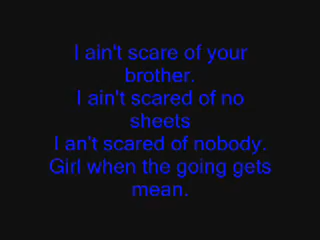 I ain't scare of your
brother.
I ain't scared of no
sheets
I an't scared of nobody.
Girl when the going gets
mean.